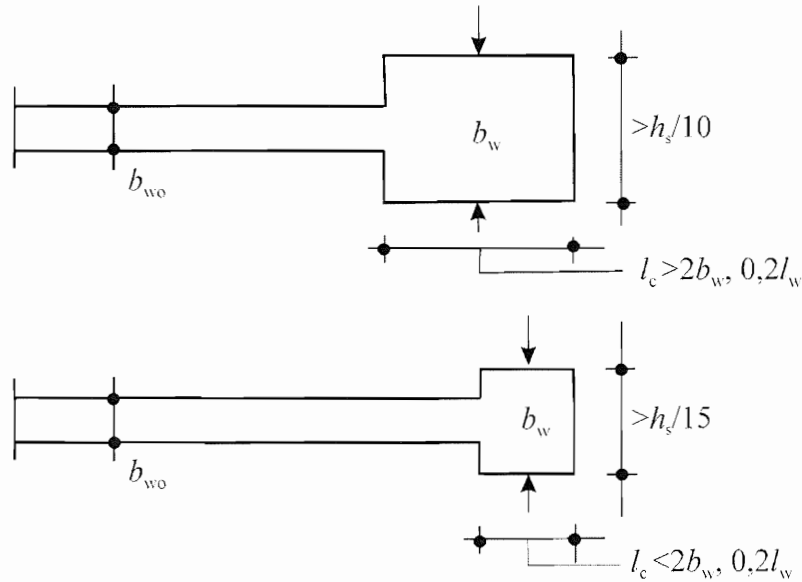 b_w
>h_s/10
b_wo
l_c>2b_w, 0,2l_w
b_w
>h_s/15
b_wo
l_c<2b_w, 0,2l_w